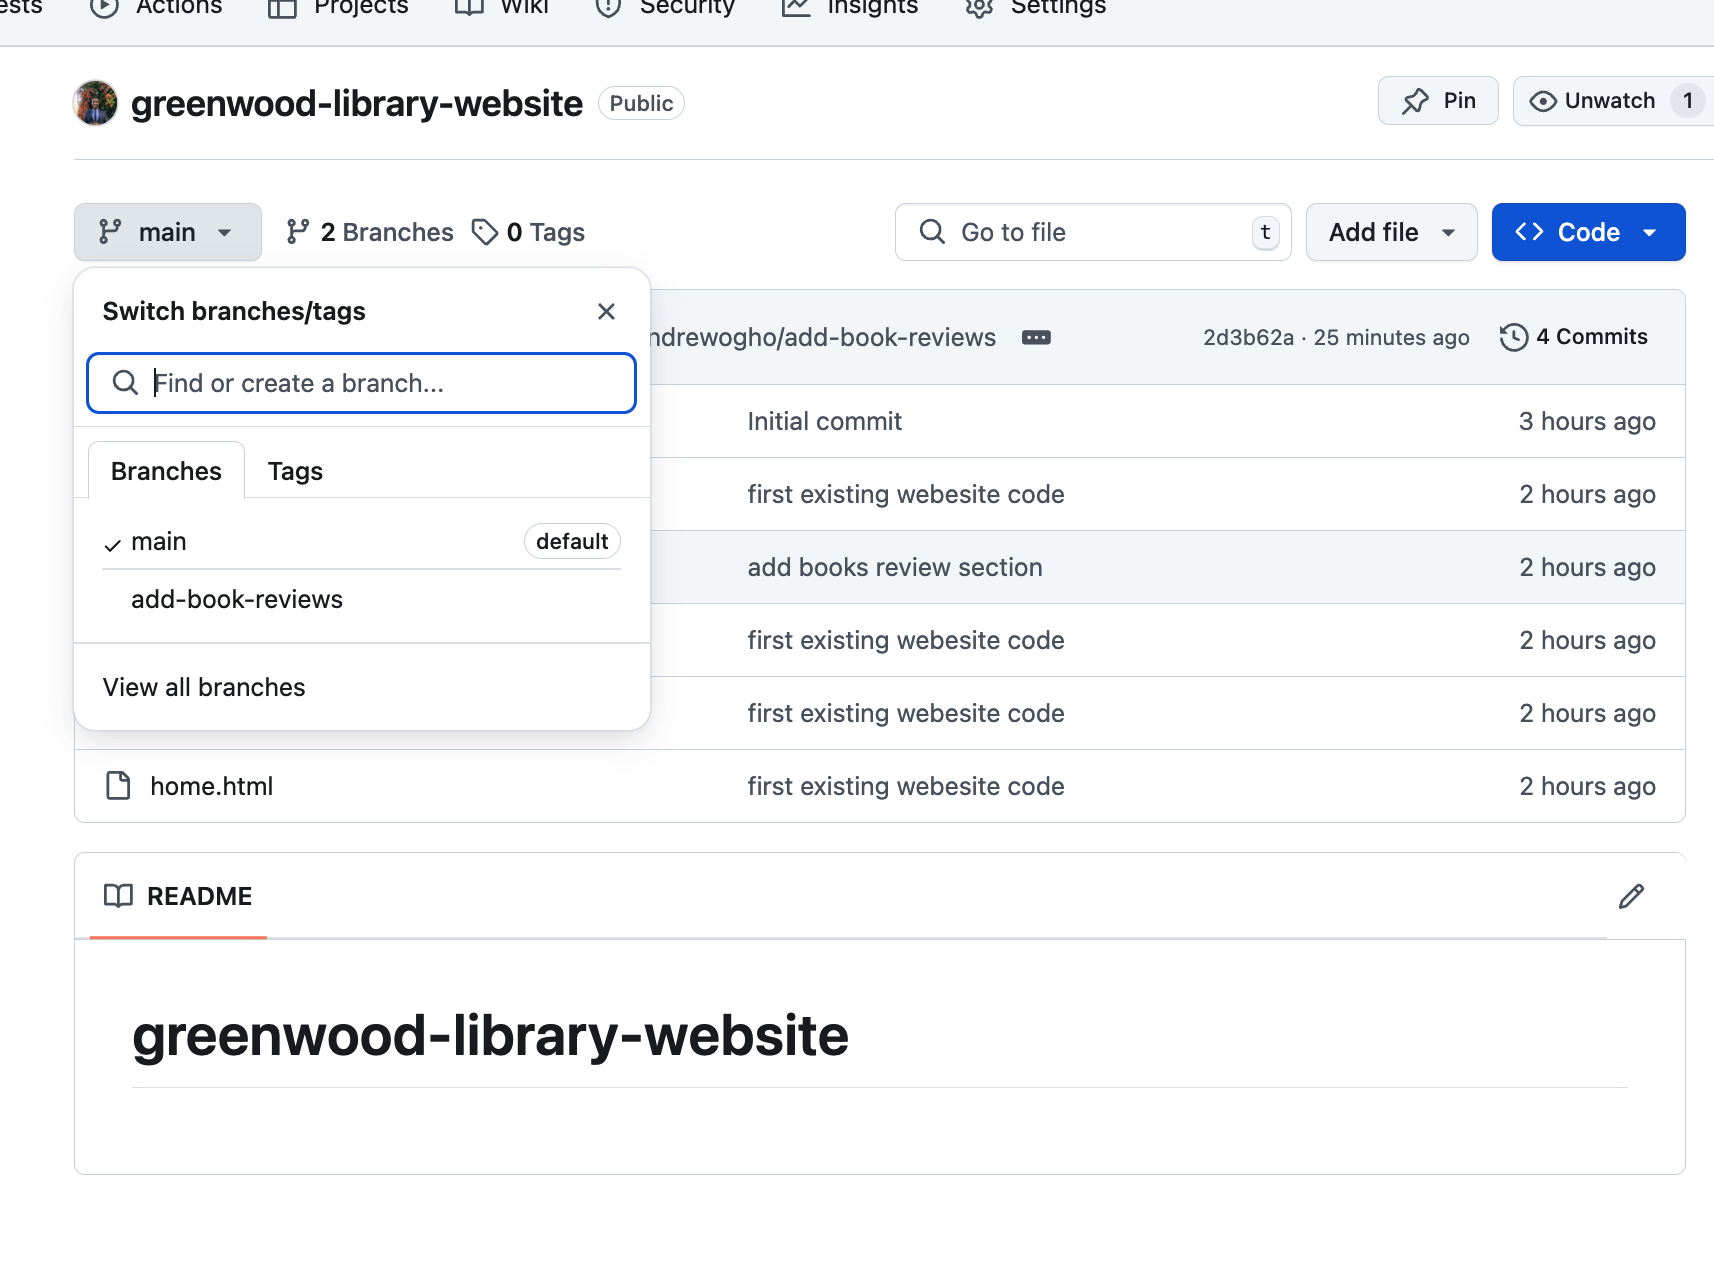 Actions Projects Wiki Security Insights Settings
greenwood-library-website Public Pin Unwatch 1
main 2 Branches 0 Tags Go to file t Add file Code
Switch branches/tags
ndrewogho/add-book-reviews 2d3b62a · 25 minutes ago 4 Commits
Find or create a branch...
Initial commit 3 hours ago
Branches Tags
first existing webesite code 2 hours ago
main default
add books review section 2 hours ago
add-book-reviews
first existing webesite code 2 hours ago
View all branches
first existing webesite code 2 hours ago
home.html first existing webesite code 2 hours ago
README
greenwood-library-website